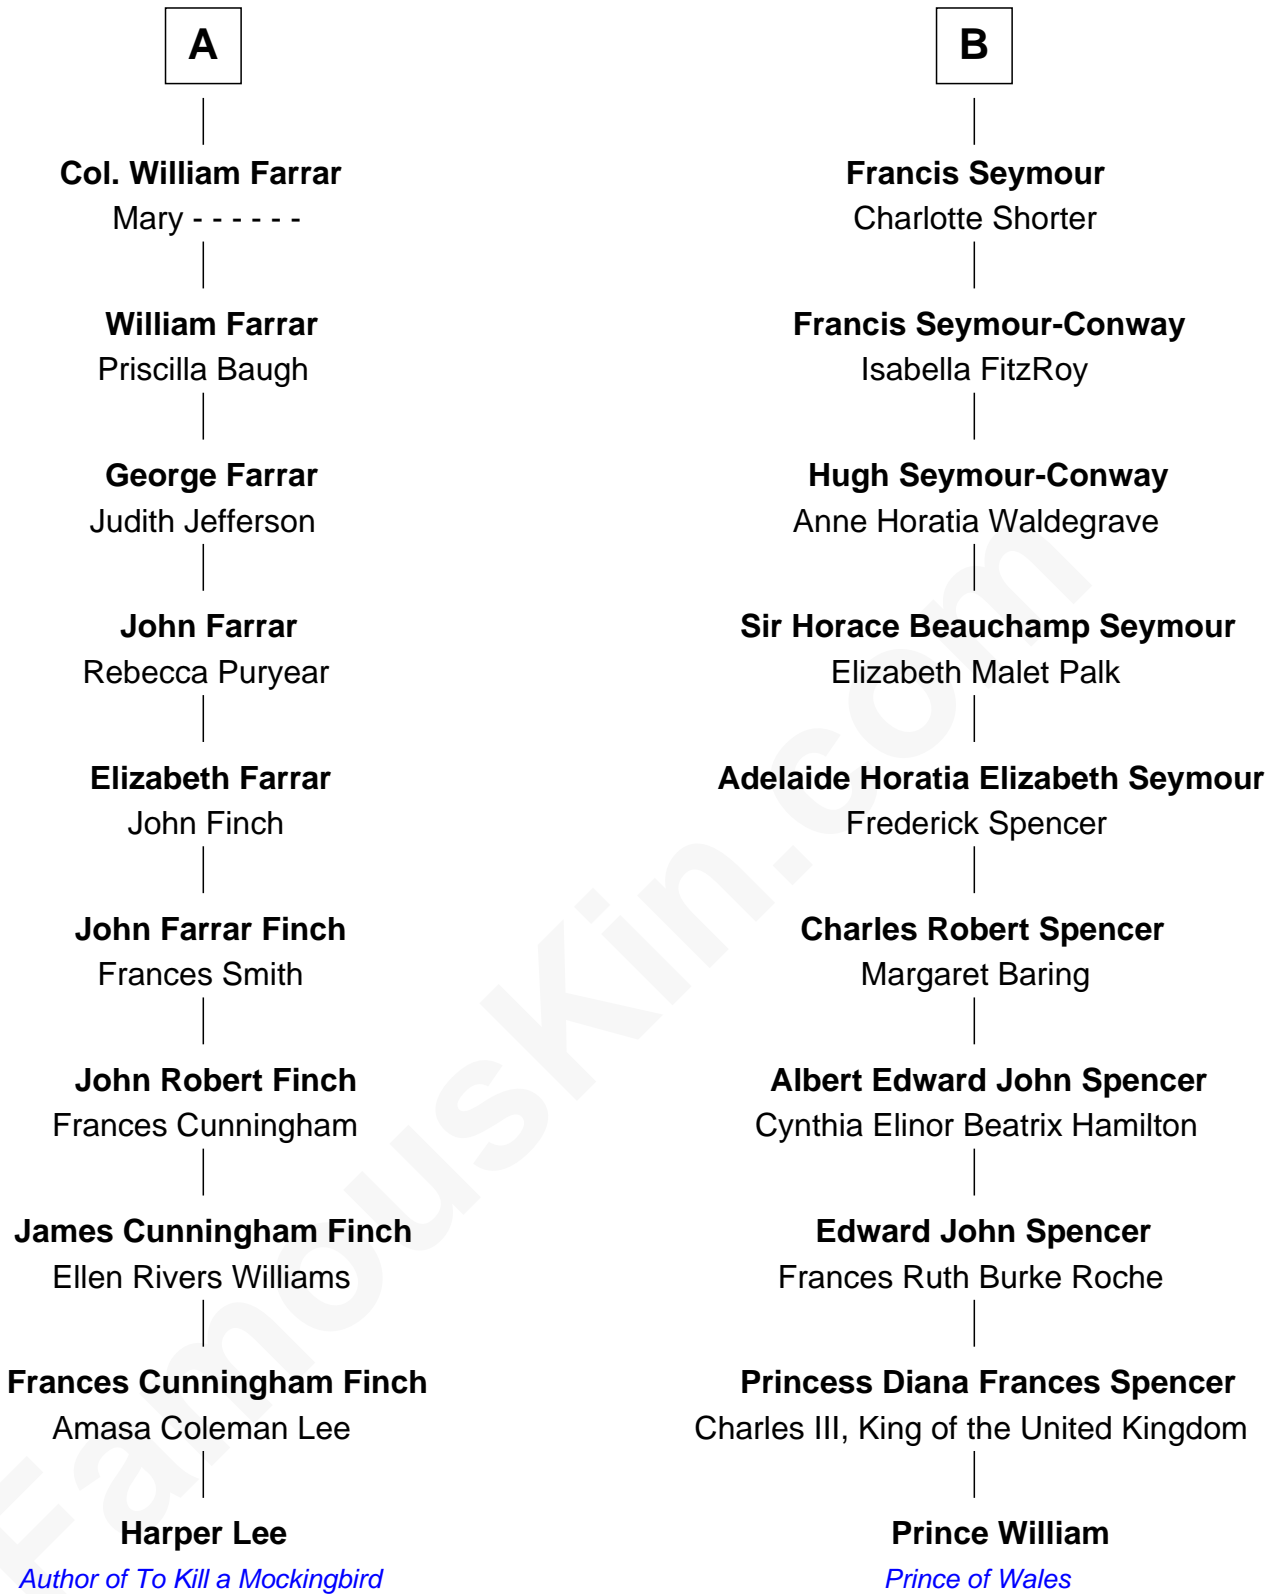 A
Col. William Farrar
Mary - - - - - -
William Farrar
Priscilla Baugh
George Farrar
Judith Jefferson
John Farrar
Rebecca Puryear
Elizabeth Farrar
John Finch
John Farrar Finch
Frances Smith
John Robert Finch
Frances Cunningham
James Cunningham Finch
Ellen Rivers Williams
Frances Cunningham Finch
Amasa Coleman Lee
Harper Lee
Author of To Kill a Mockingbird
B
Francis Seymour
Charlotte Shorter
Francis Seymour-Conway
Isabella FitzRoy
Hugh Seymour-Conway
Anne Horatia Waldegrave
Sir Horace Beauchamp Seymour
Elizabeth Malet Palk
Adelaide Horatia Elizabeth Seymour
Frederick Spencer
Charles Robert Spencer
Margaret Baring
Albert Edward John Spencer
Cynthia Elinor Beatrix Hamilton
Edward John Spencer
Frances Ruth Burke Roche
Princess Diana Frances Spencer
Charles III, King of the United Kingdom
Prince William
Prince of Wales
FamousKin.com